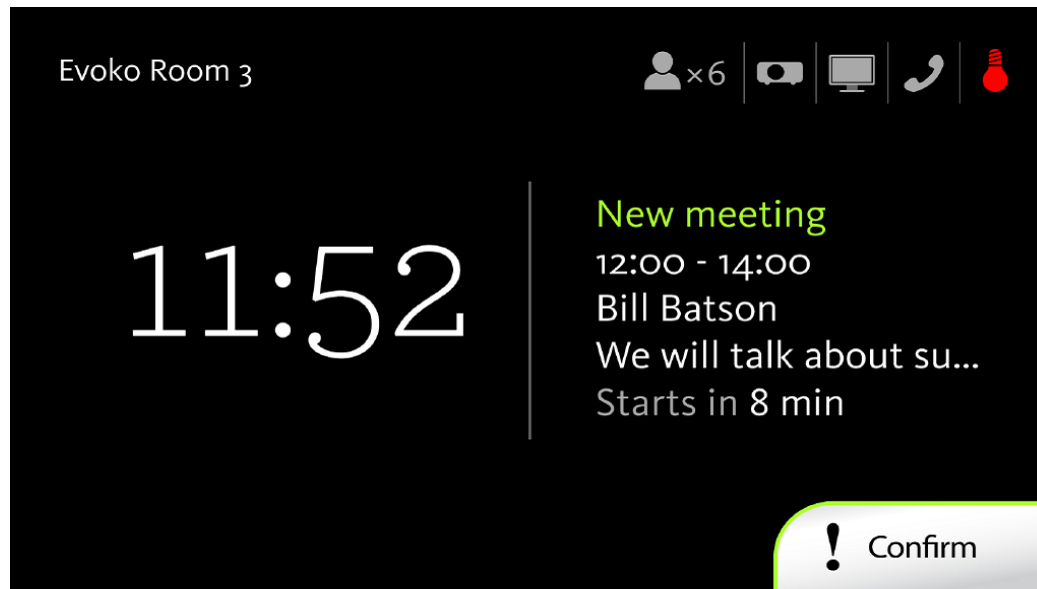 Evoko Room 3
×6
11:52
New meeting
12:00 - 14:00
Bill Batson
We will talk about su...
Starts in 8 min
! Confirm